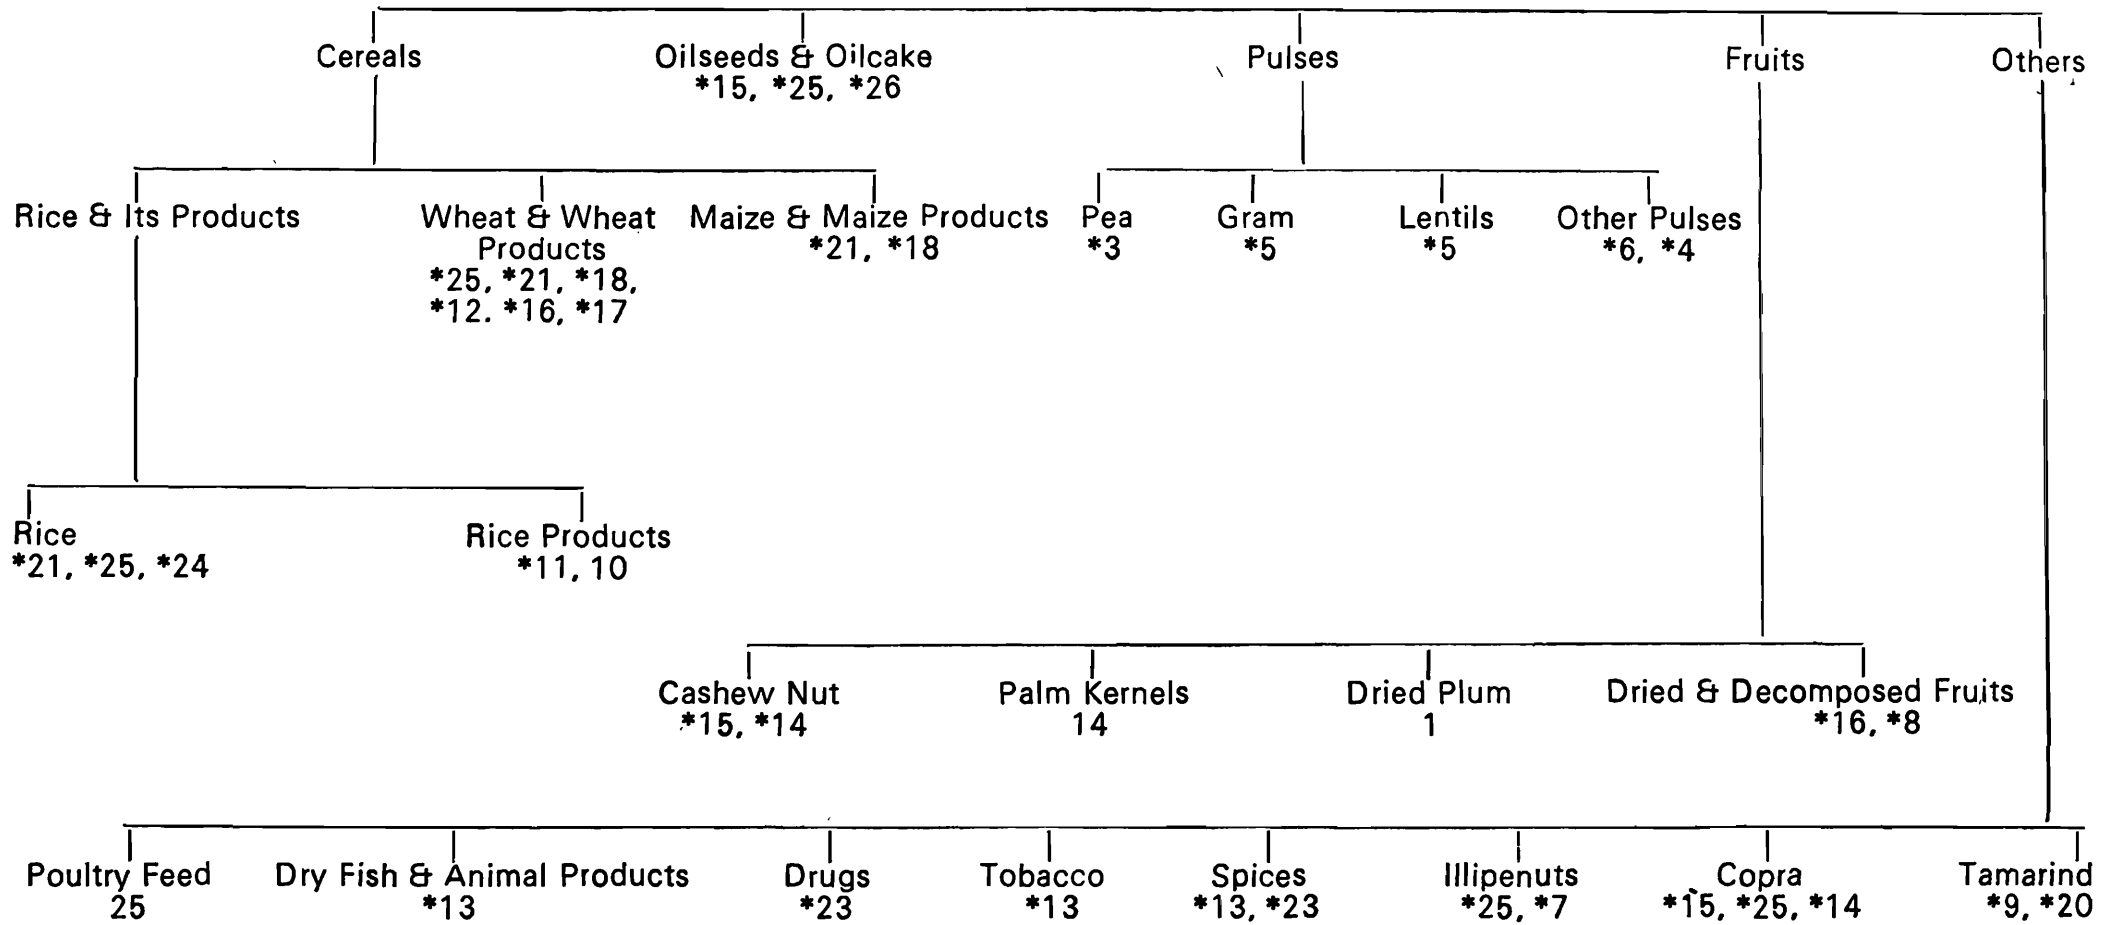 Cereals Oilseeds & Oilcake Pulses Fruits Others
*15, *25, *26
Rice & Its Products Wheat & Wheat Maize & Maize Products Pea Gram Lentils Other Pulses
Products *21, *18 *3 *5 *5 *6, *4
*25, *21, *18,
*12. *16, *17
Rice Rice Products
*21, *25, *24 *11, 10
Cashew Nut Palm Kernels Dried Plum Dried & Decomposed Fruits
*15, *14 14 1 *16, *8
Poultry Feed Dry Fish & Animal Products Drugs Tobacco Spices Illipenuts Copra Tamarind
25 *13 *23 *13 *13, *23 *25, *7 *15, *25, *14 *9, *20